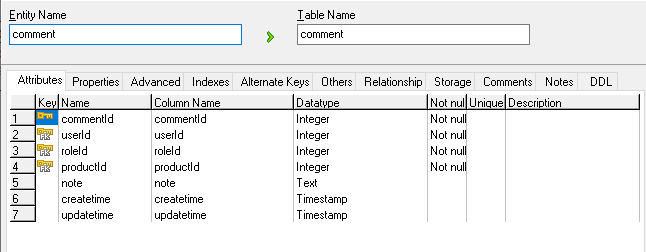 Entity Name Table Name
comment comment
Attributes Properties Advanced Indexes Alternate Keys Others Relationship Storage Comments Notes DDL
Key Name Column Name Datatype Not nul Unique Description
1 commentId commentId Integer Not null
2 userId userId Integer Not null
3 roleId roleId Integer Not null
4 productId productId Integer Not null
5 note note Text
6 createtime createtime Timestamp
7 updatetime updatetime Timestamp